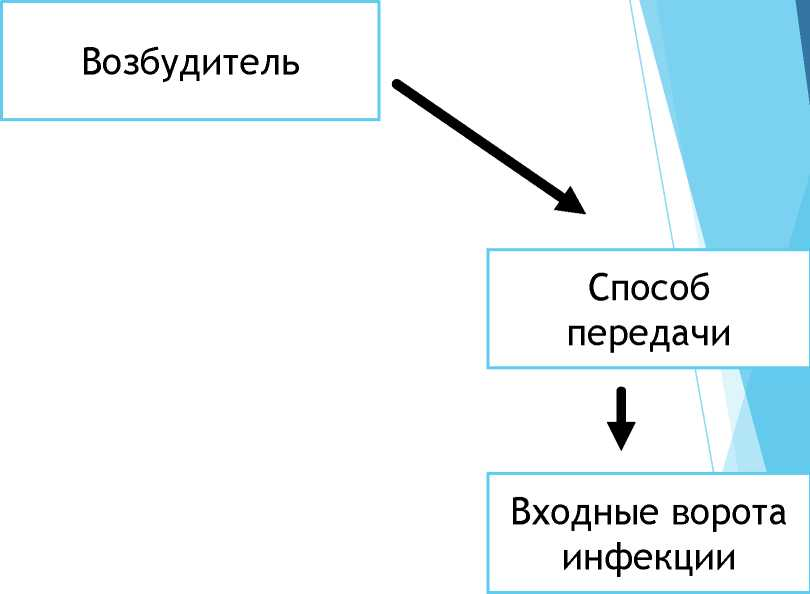 Возбудитель
Способ
передачи
Входные ворота
инфекции